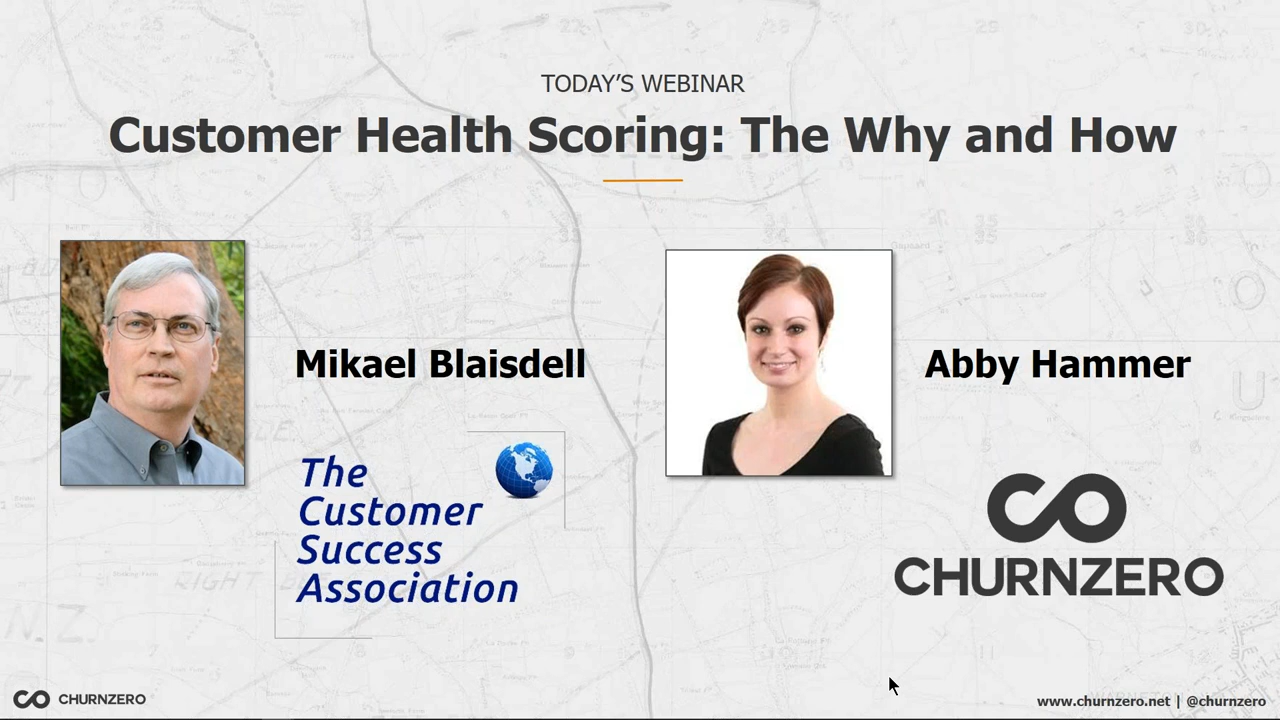 TODAY'S WEBINAR
Customer Health Scoring: The Why and How
Mikael Blaisdell
The
Customer
Success
Association
Abby Hammer
CHURNZERO
CHURNZERO
www.churnzero.net | @churnzero